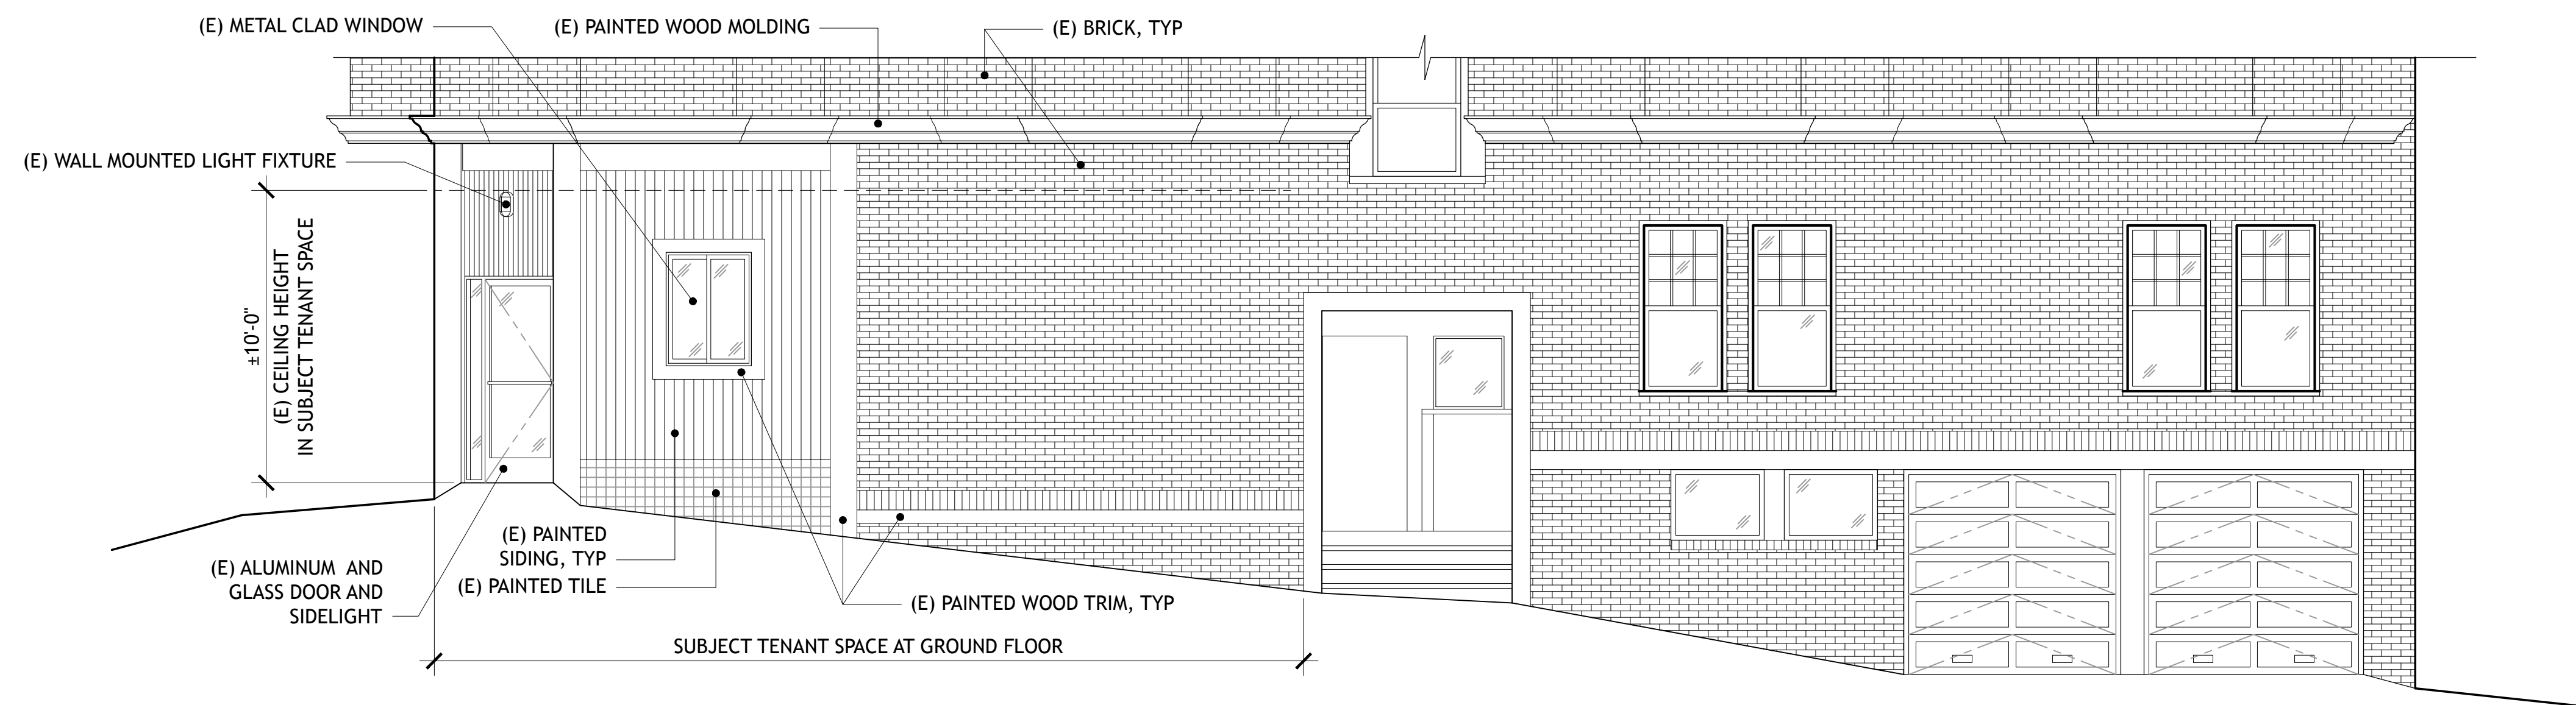 (E) METAL CLAD WINDOW
(E) PAINTED WOOD MOLDING
(E) BRICK, TYP
(E) WALL MOUNTED LIGHT FIXTURE
±10'-0"
(E) CEILING HEIGHT
IN SUBJECT TENANT SPACE
(E) ALUMINUM AND
GLASS DOOR AND
SIDELIGHT
(E) PAINTED
SIDING, TYP
(E) PAINTED TILE
(E) PAINTED WOOD TRIM, TYP
SUBJECT TENANT SPACE AT GROUND FLOOR